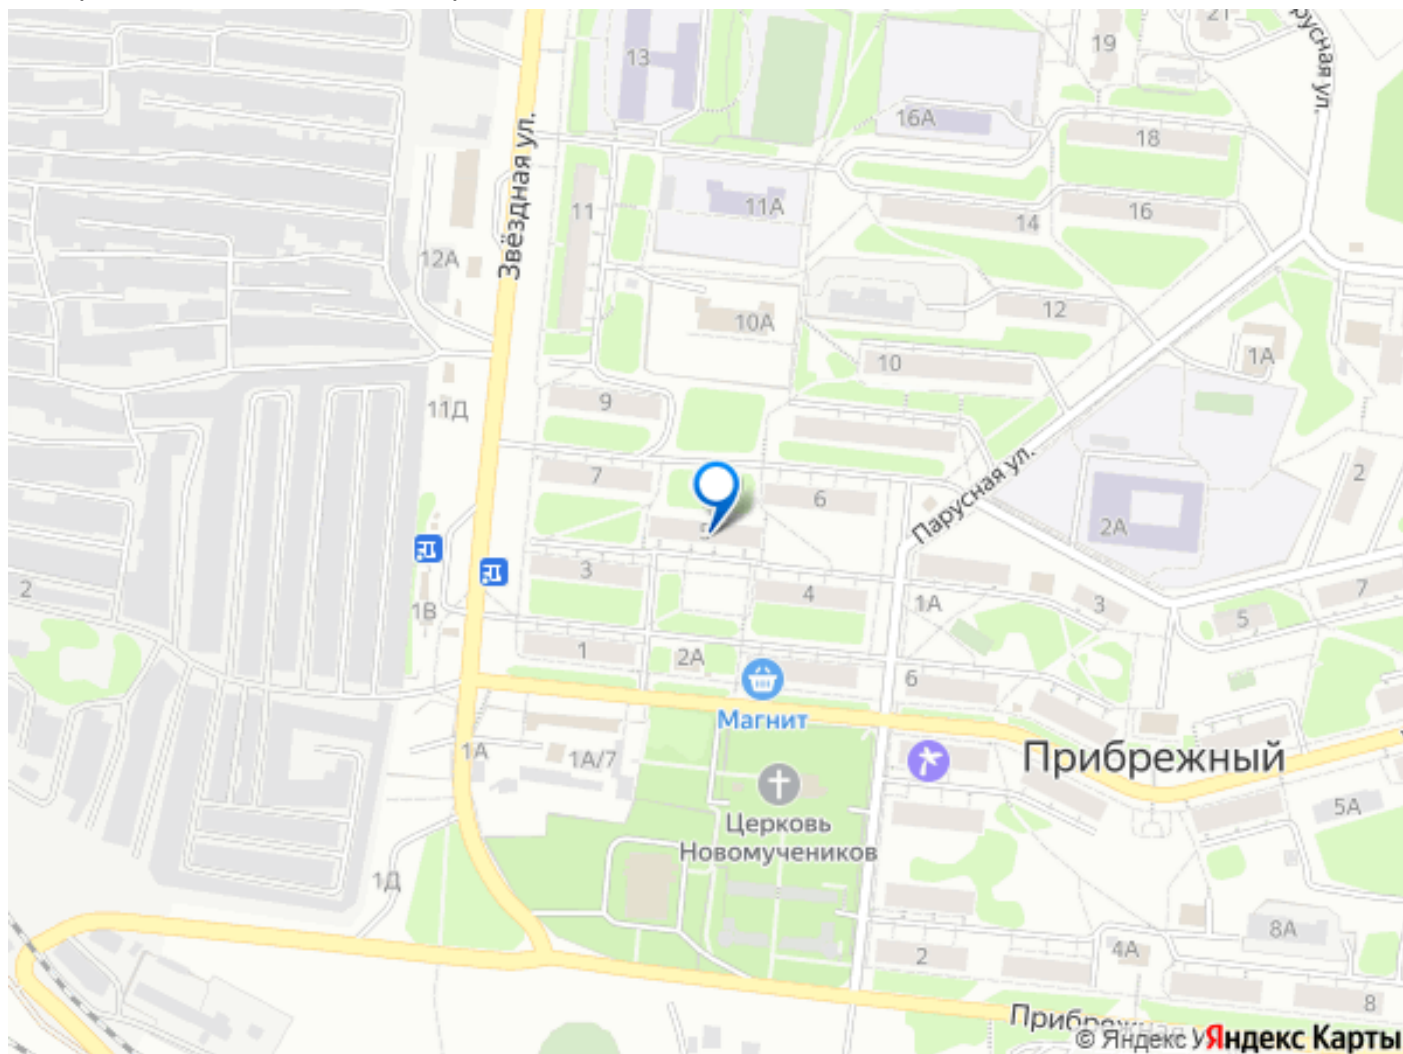 21
Парусная ул.
19
13
16А
18
Звёздная ул.
11
11А
14
16
12А
10А
12
10
1А
9
11Д
7
6
Парусная ул.
2
2А
3
4
1А
3
5
7
2
1В
1
2А
6
Магнит
1А
1А/7
Прибрежный
Церковь
Новомучеников
5А
1Д
8А
2
4А
8
© Яндекс
Яндекс Карты